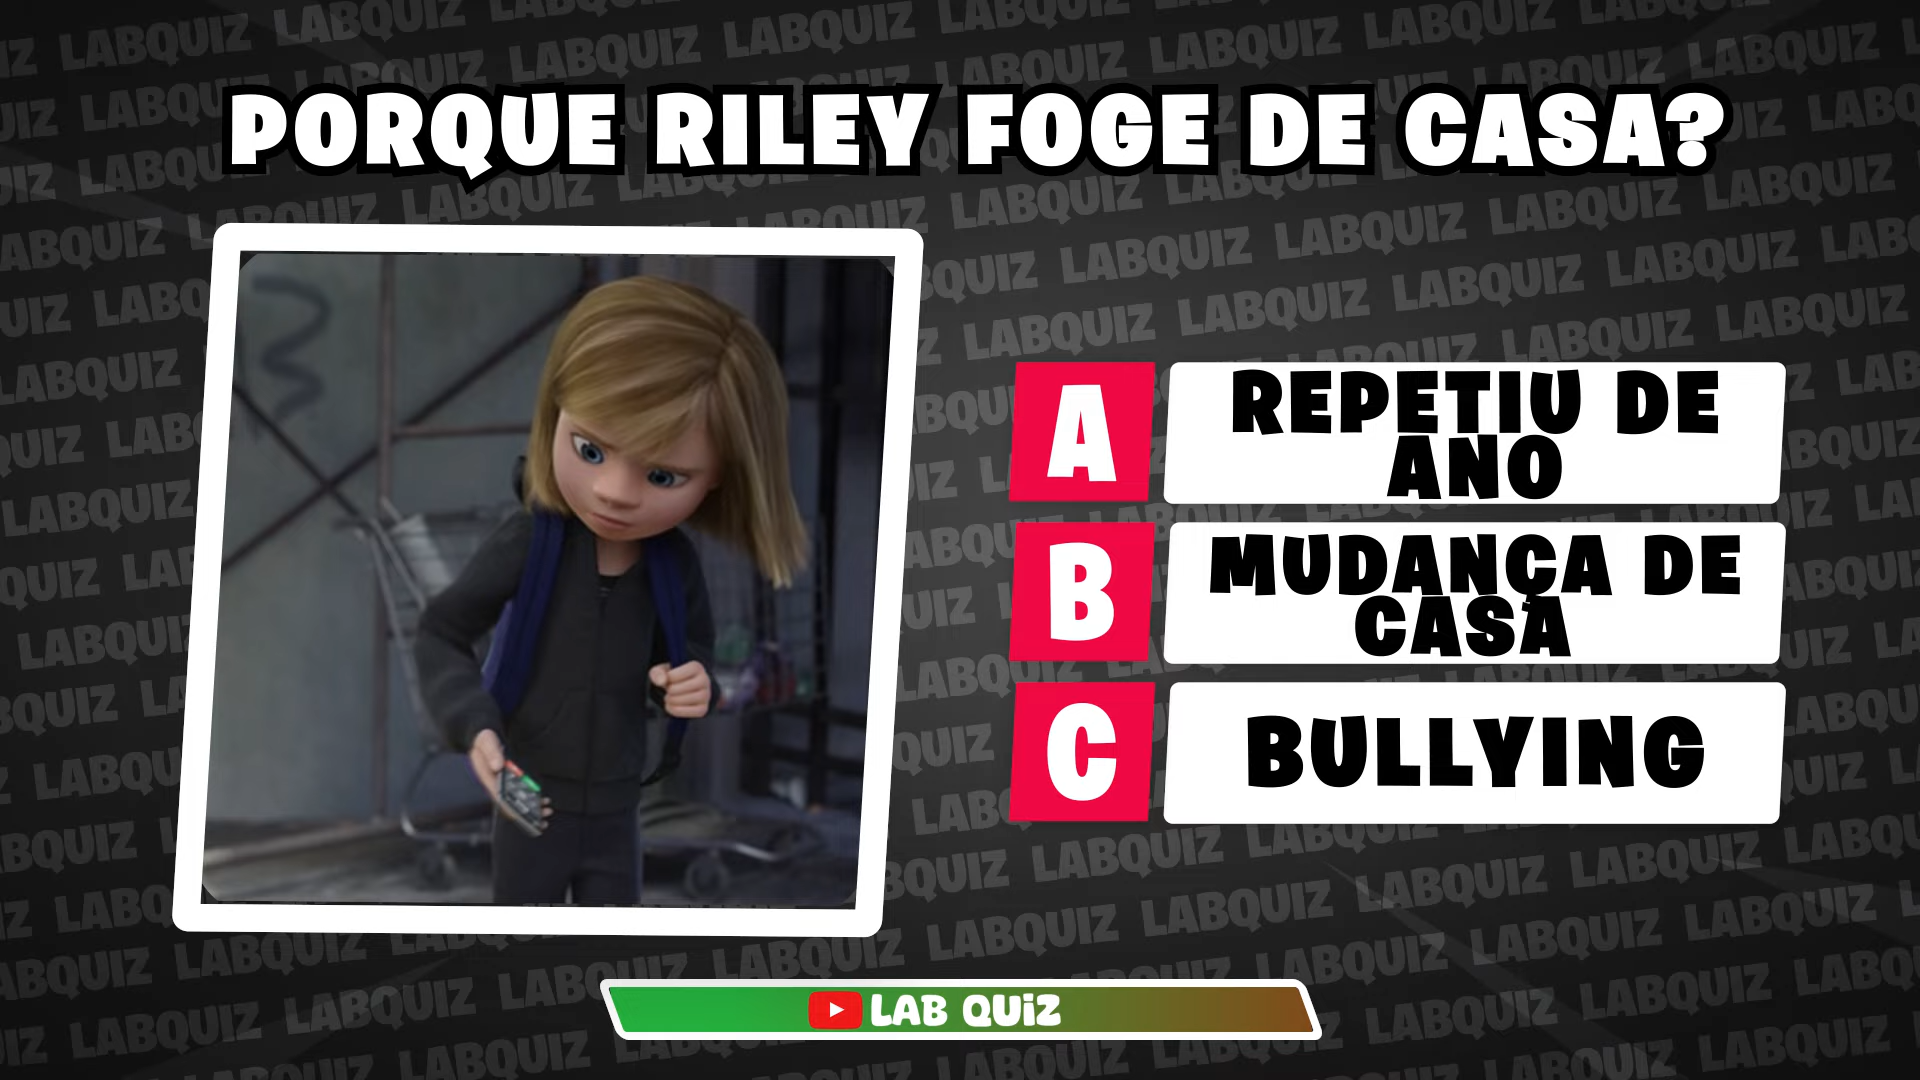 PORQUE RILEY FOGE DE CASA?
A
REPETIU DE
ANO
B
MUDANÇA DE
CASA
C
BULLYING
LAB QUiZ